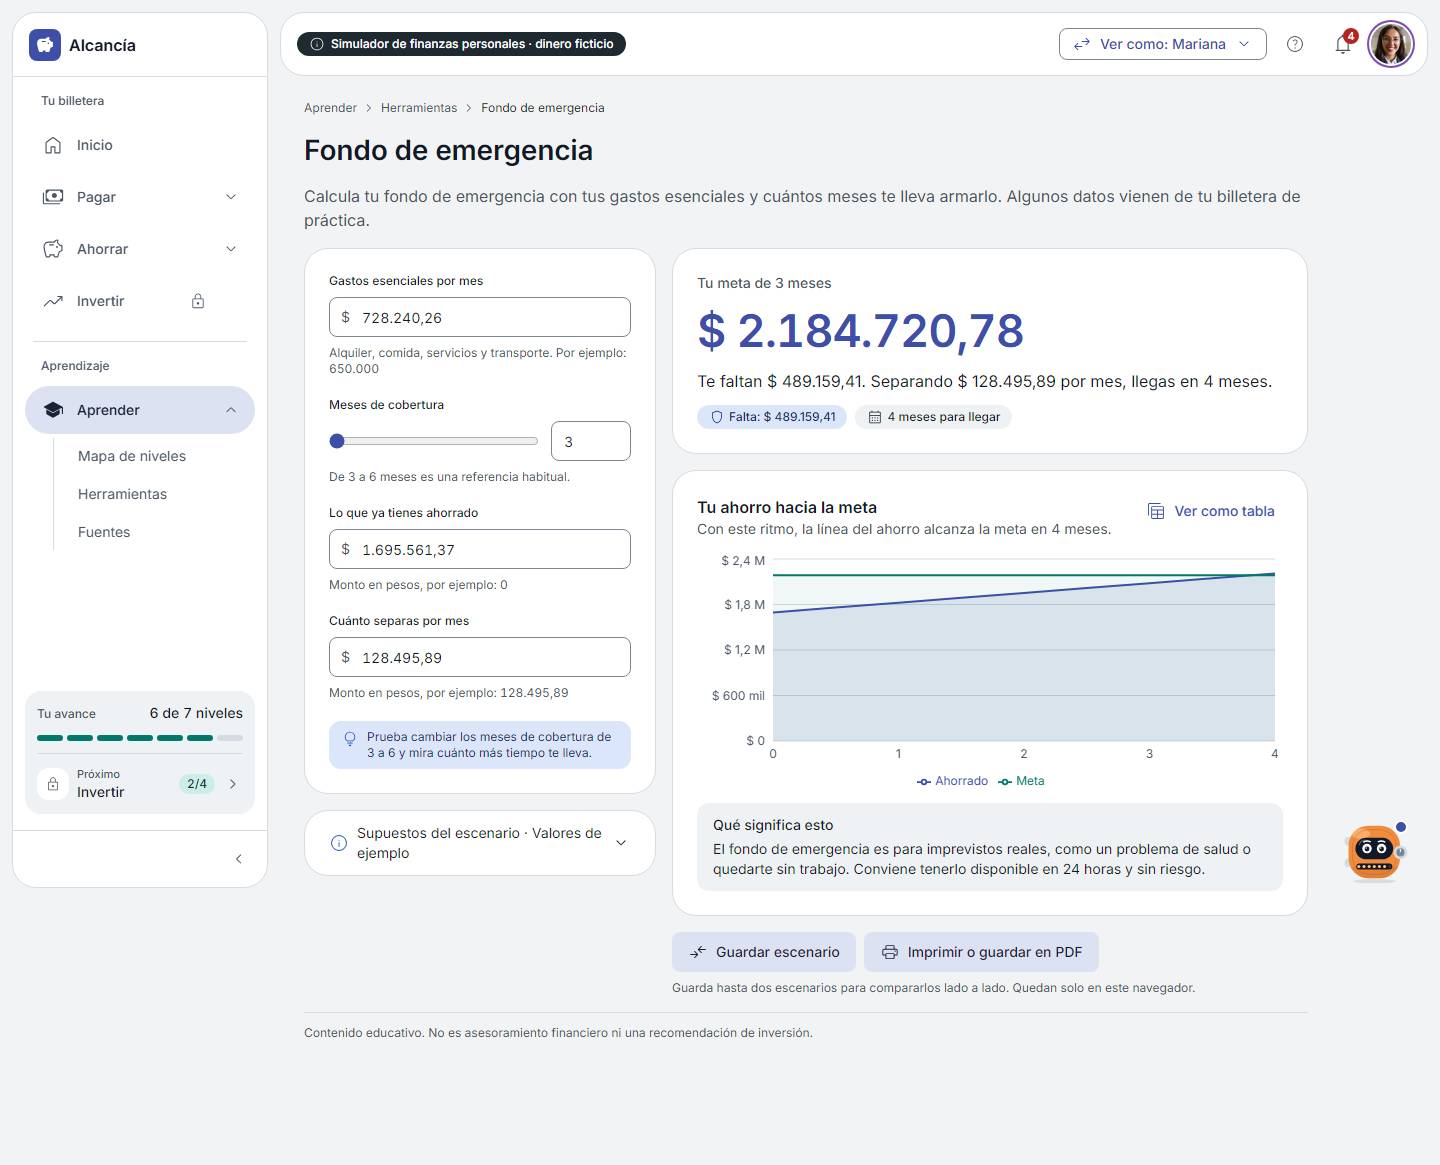 Alcancía
Tu billetera
Inicio
Pagar
Ahorrar
Invertir
Aprendizaje
Aprender
Mapa de niveles
Herramientas
Fuentes
Tu avance
6 de 7 niveles
Próximo
Invertir
2/4
Simulador de finanzas personales · dinero ficticio
Ver como: Mariana
4
Aprender > Herramientas > Fondo de emergencia
Fondo de emergencia
Calcula tu fondo de emergencia con tus gastos esenciales y cuántos meses te lleva armarlo. Algunos datos vienen de tu billetera de
práctica.
Gastos esenciales por mes
$ 728.240,26
Alquiler, comida, servicios y transporte. Por ejemplo:
650.000
Meses de cobertura
3
De 3 a 6 meses es una referencia habitual.
Lo que ya tienes ahorrado
$ 1.695.561,37
Monto en pesos, por ejemplo: 0
Cuánto separas por mes
$ 128.495,89
Monto en pesos, por ejemplo: 128.495,89
Prueba cambiar los meses de cobertura de
3 a 6 y mira cuánto más tiempo te lleva.
Supuestos del escenario · Valores de
ejemplo
Tu meta de 3 meses
$ 2.184.720,78
Te faltan $ 489.159,41. Separando $ 128.495,89 por mes, llegas en 4 meses.
Falta: $ 489.159,41
4 meses para llegar
Tu ahorro hacia la meta
Con este ritmo, la línea del ahorro alcanza la meta en 4 meses.
Ver como tabla
$ 2,4 M
$ 1,8 M
$ 1,2 M
$ 600 mil
$ 0
0 1 2 3 4
Ahorrado Meta
Qué significa esto
El fondo de emergencia es para imprevistos reales, como un problema de salud o
quedarte sin trabajo. Conviene tenerlo disponible en 24 horas y sin riesgo.
Guardar escenario
Imprimir o guardar en PDF
Guarda hasta dos escenarios para compararlos lado a lado. Quedan solo en este navegador.
Contenido educativo. No es asesoramiento financiero ni una recomendación de inversión.